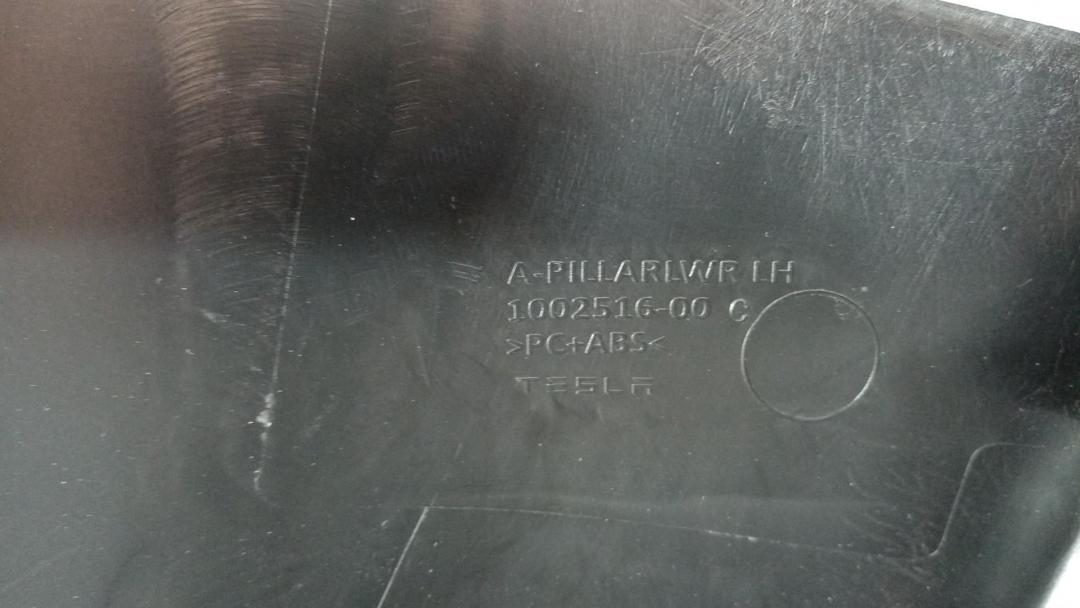 A-PILLARLWR LH
1002516-00 C
>PC+ABS<
TESLA